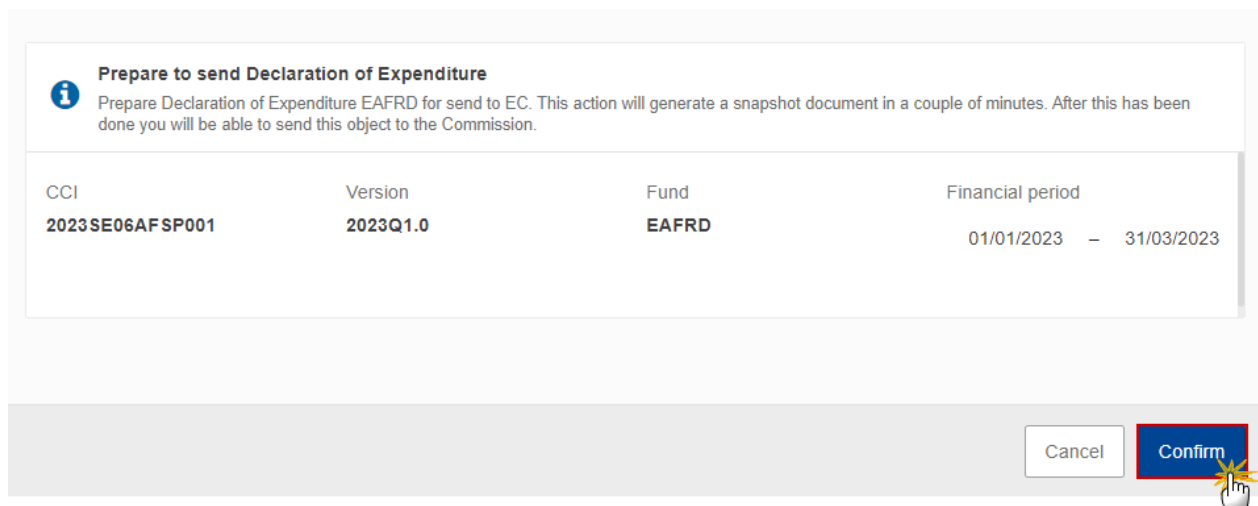 Prepare to send Declaration of Expenditure
Prepare Declaration of Expenditure EAFRD for send to EC. This action will generate a snapshot document in a couple of minutes. After this has been
done you will be able to send this object to the Commission.
CCI Version Fund Financial period
2023SE06AFSP001 2023Q1.0 EAFRD 01/01/2023 – 31/03/2023
Cancel Confirm